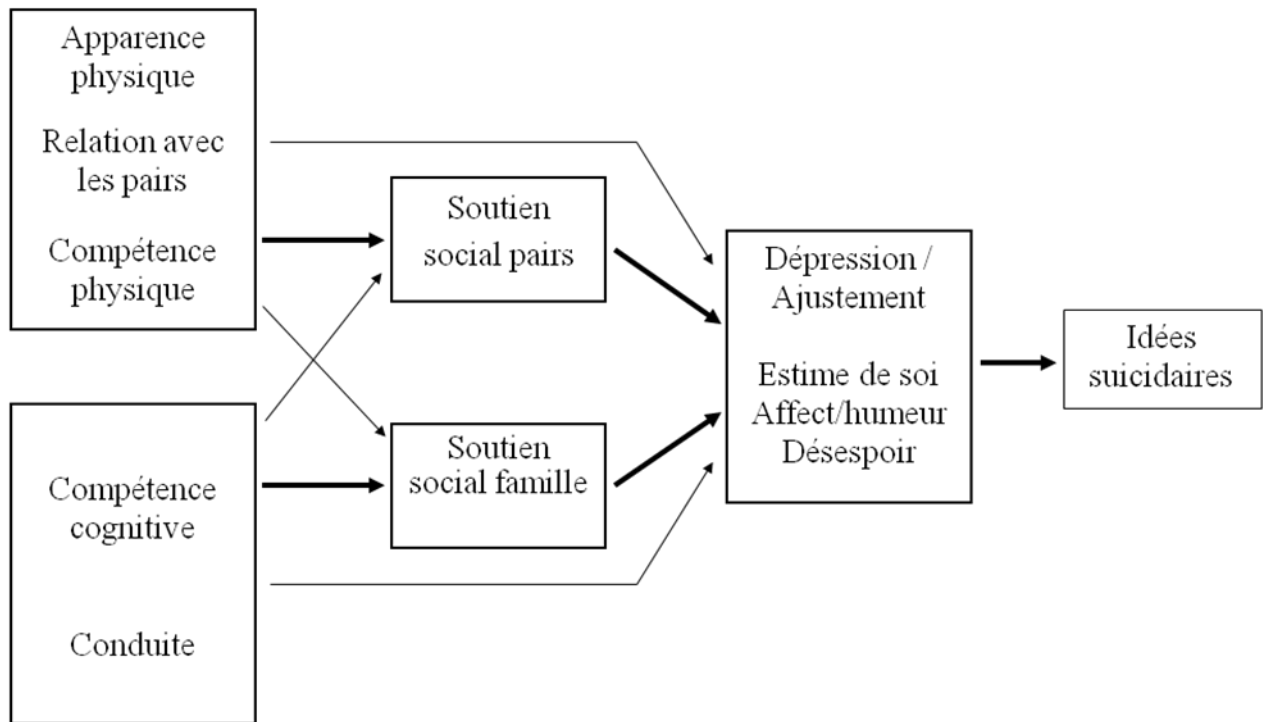 Apparence
physique
Relation avec
les pairs
Compétence
physique
Soutien
social pairs
Dépression /
Ajustement
Estime de soi
Affect/humeur
Désespoir
Idées
suicidaires
Compétence
cognitive
Conduite
Soutien
social famille